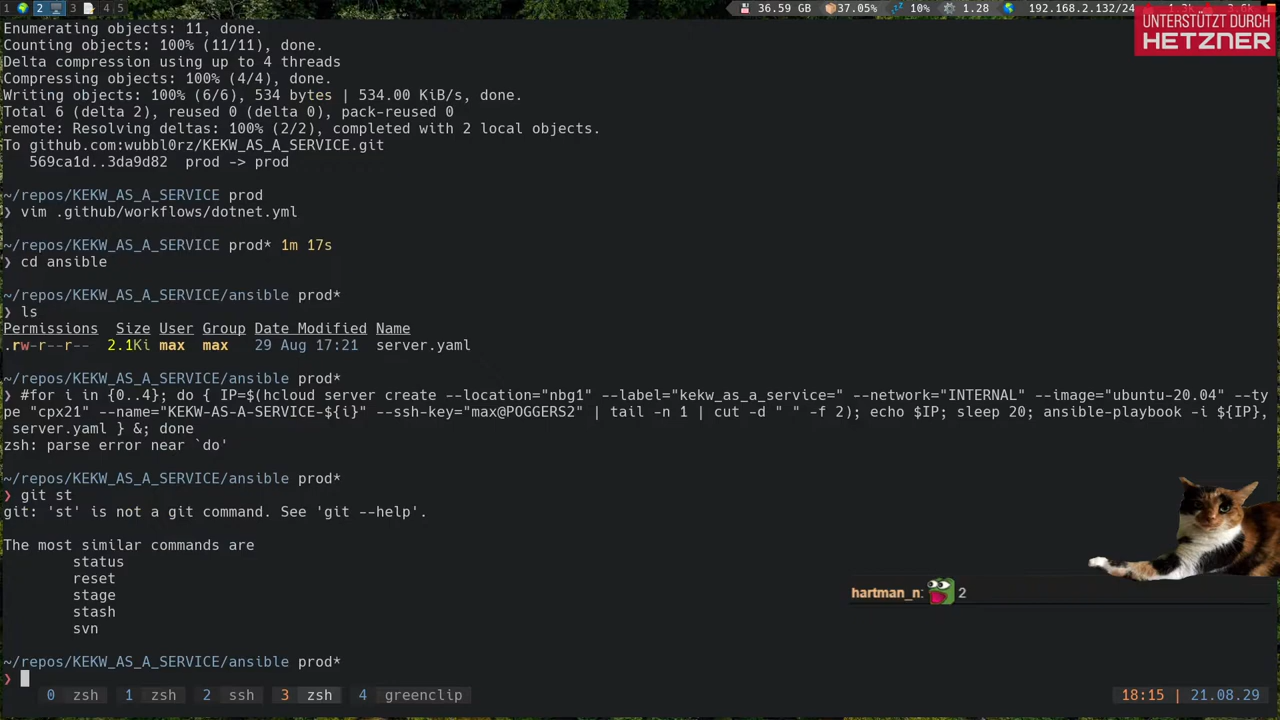 1 2 3 4 5 36.59 GB 37.05% 10% 1.28 192.168.2.132/24 1.3k 3.6k
UNTERSTÜTZT DURCH
HETZNER
Enumerating objects: 11, done.
Counting objects: 100% (11/11), done.
Delta compression using up to 4 threads
Compressing objects: 100% (4/4), done.
Writing objects: 100% (6/6), 534 bytes | 534.00 KiB/s, done.
Total 6 (delta 2), reused 0 (delta 0), pack-reused 0
remote: Resolving deltas: 100% (2/2), completed with 2 local objects.
To github.com:wubbl0rz/KEKW_AS_A_SERVICE.git
569ca1d..3da9d82  prod -> prod
~/repos/KEKW_AS_A_SERVICE prod
❯ vim .github/workflows/dotnet.yml
~/repos/KEKW_AS_A_SERVICE prod* 1m 17s
❯ cd ansible
~/repos/KEKW_AS_A_SERVICE/ansible prod*
❯ ls
Permissions  Size User  Group  Date Modified Name
.rw-r--r--  2.1Ki max  max  29 Aug 17:21  server.yaml
~/repos/KEKW_AS_A_SERVICE/ansible prod*
❯ #for i in {0..4}; do { IP=$(hcloud server create --location="nbg1" --label="kekw_as_a_service=" --network="INTERNAL" --image="ubuntu-20.04" --ty
pe "cpx21" --name="KEKW-AS-A-SERVICE-${i}" --ssh-key="max@POGGERS2" | tail -n 1 | cut -d " " -f 2); echo $IP; sleep 20; ansible-playbook -i ${IP},
server.yaml } &; done
zsh: parse error near `do'
~/repos/KEKW_AS_A_SERVICE/ansible prod*
❯ git st
git: 'st' is not a git command. See 'git --help'.
The most similar commands are
status
reset
stage
stash
svn
hartman_n: 2
~/repos/KEKW_AS_A_SERVICE/ansible prod*
❯
0 zsh 1 zsh 2 ssh 3 zsh 4 greenclip 18:15 | 21.08.29